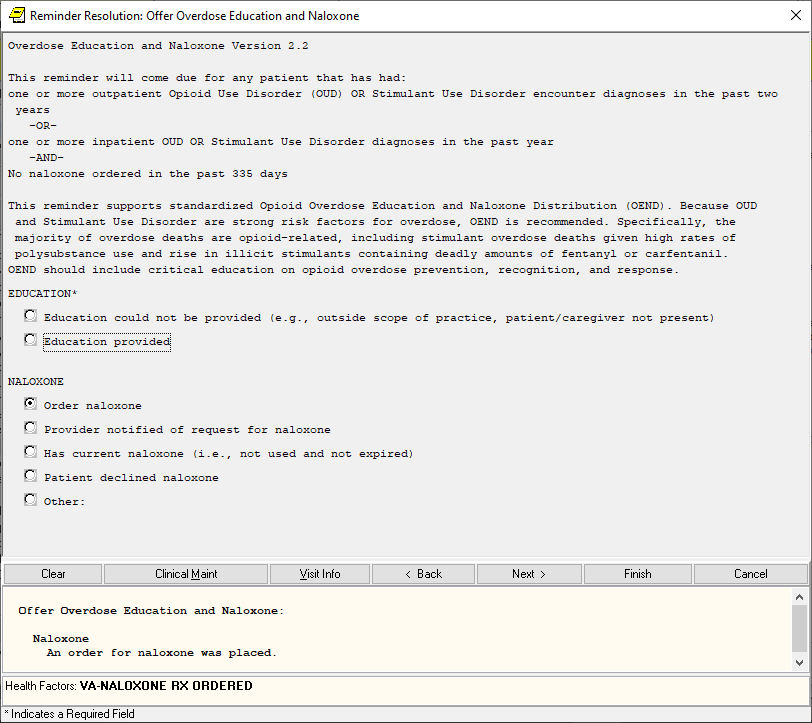 Reminder Resolution: Offer Overdose Education and Naloxone
Overdose Education and Naloxone Version 2.2
This reminder will come due for any patient that has had:
one or more outpatient Opioid Use Disorder (OUD) OR Stimulant Use Disorder encounter diagnoses in the past two
years
-OR-
one or more inpatient OUD OR Stimulant Use Disorder diagnoses in the past year
-AND-
No naloxone ordered in the past 335 days
This reminder supports standardized Opioid Overdose Education and Naloxone Distribution (OEND). Because OUD
and Stimulant Use Disorder are strong risk factors for overdose, OEND is recommended. Specifically, the
majority of overdose deaths are opioid-related, including stimulant overdose deaths given high rates of
polysubstance use and rise in illicit stimulants containing deadly amounts of fentanyl or carfentanil.
OEND should include critical education on opioid overdose prevention, recognition, and response.
EDUCATION*
Education could not be provided (e.g., outside scope of practice, patient/caregiver not present)
Education provided
NALOXONE
Order naloxone
Provider notified of request for naloxone
Has current naloxone (i.e., not used and not expired)
Patient declined naloxone
Other:
Clear Clinical Maint Visit Info < Back Next > Finish Cancel
Offer Overdose Education and Naloxone:
Naloxone
An order for naloxone was placed.
Health Factors: VA-NALOXONE RX ORDERED
* Indicates a Required Field